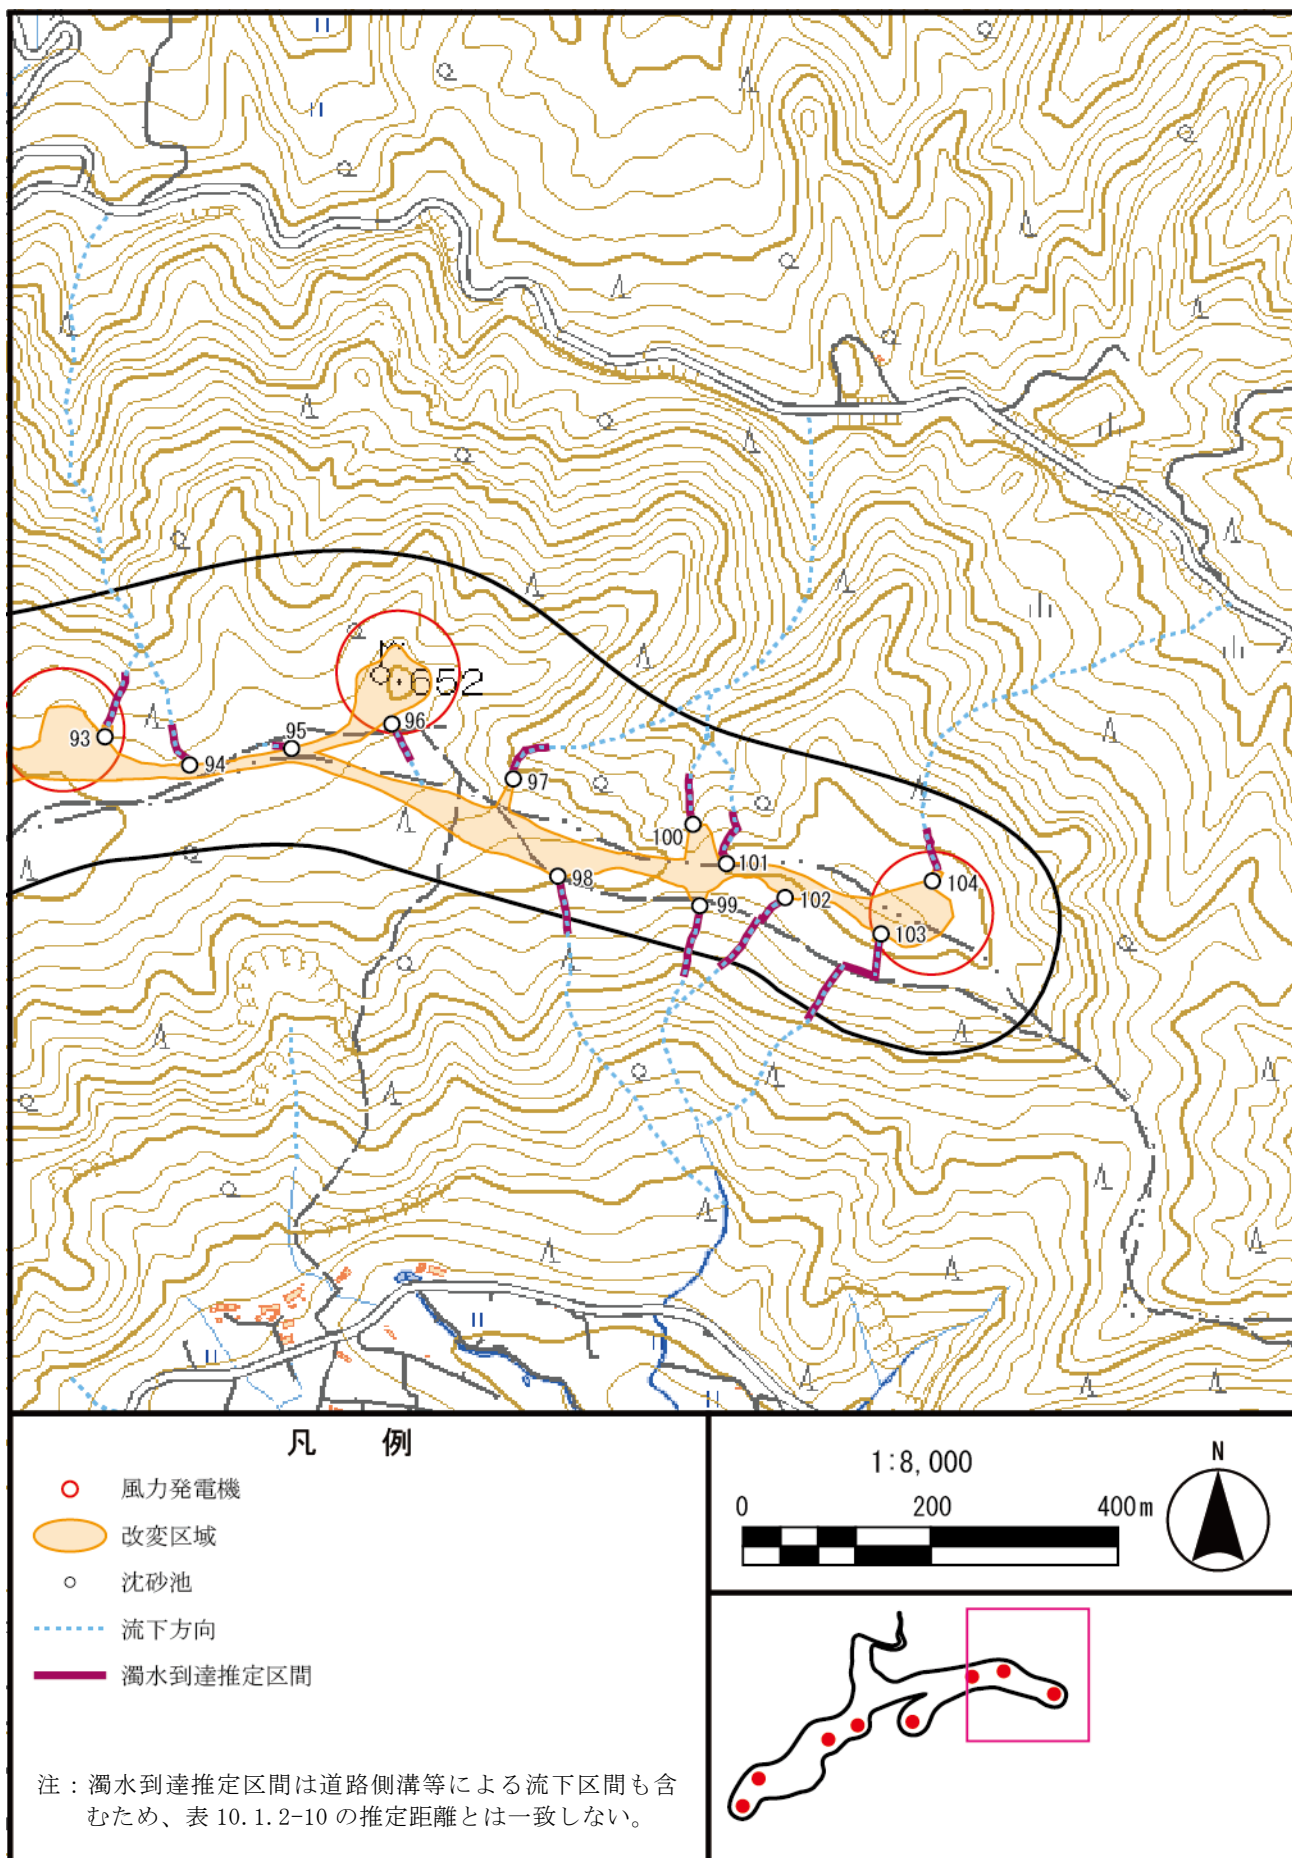 652
93
94
95
96
97
98
99
100
101
102
103
104
凡 例
風力発電機
改変区域
沈砂池
流下方向
濁水到達推定区間
注：濁水到達推定区間は道路側溝等による流下区間も含
むため、表 10.1.2-10 の推定距離とは一致しない。
1:8,000
0 200 400m
N